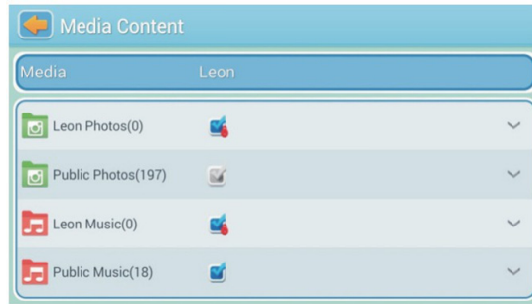 Media Content
Media Leon
Leon Photos(0)
Public Photos(197)
Leon Music(0)
Public Music(18)